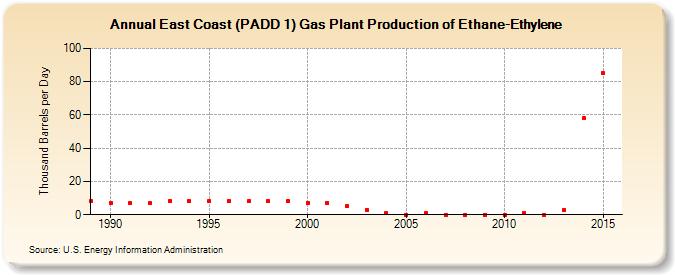 Annual East Coast (PADD 1) Gas Plant Production of Ethane-Ethylene
Thousand Barrels per Day
100
80
60
40
20
0
1990 1995 2000 2005 2010 2015
Source: U.S. Energy Information Administration